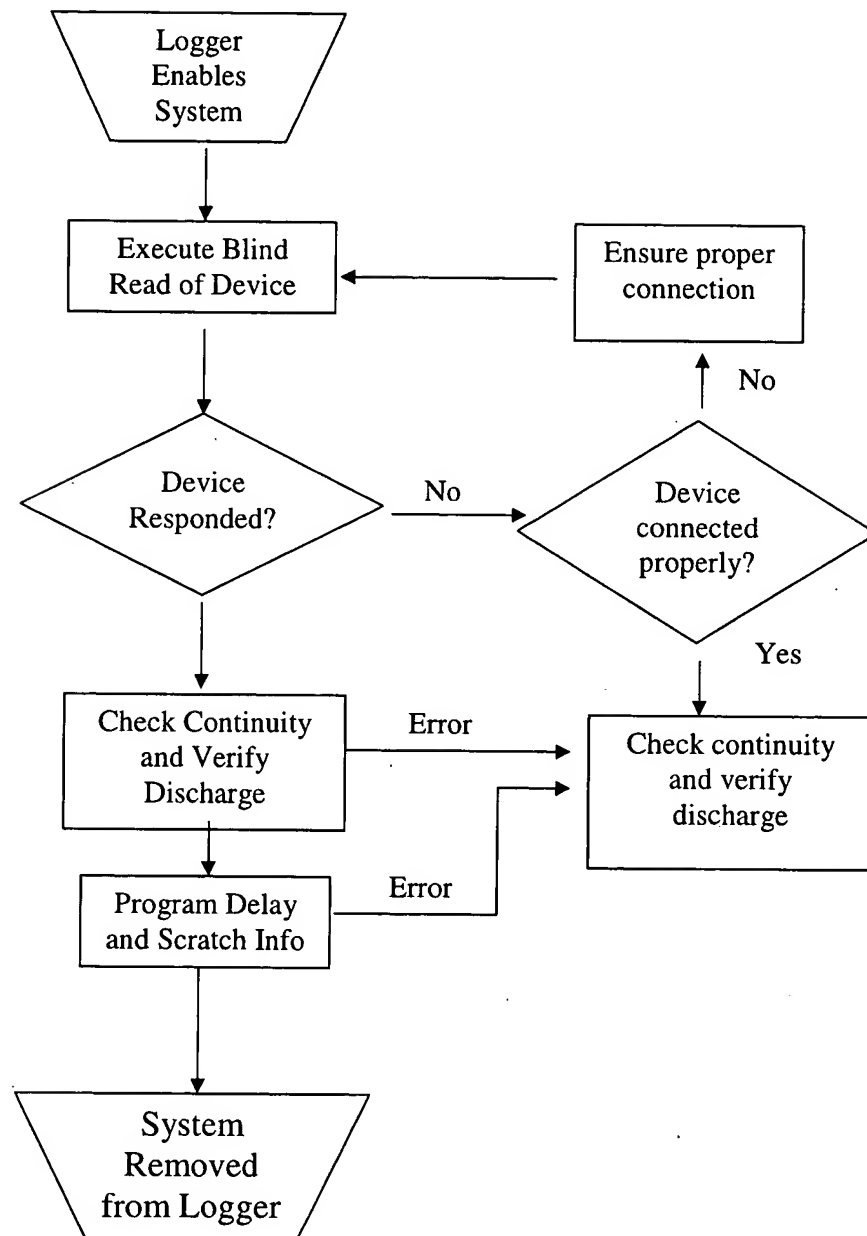 Logger
Enables
System
Execute Blind
Read of Device
Ensure proper
connection
No
Device
Responded?
No
Device
connected
properly?
Yes
Check Continuity
and Verify
Discharge
Error
Check continuity
and verify
discharge
Program Delay
and Scratch Info
Error
System
Removed
from Logger